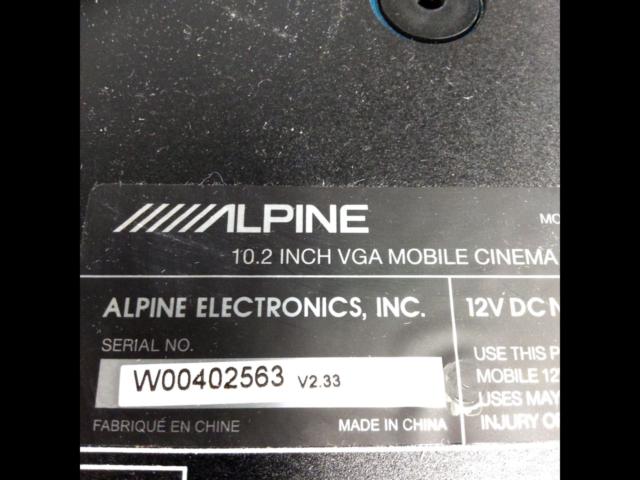 ALPINE
MO
10.2 INCH VGA MOBILE CINEMA
ALPINE ELECTRONICS, INC.
SERIAL NO.
W00402563 V2.33
FABRIQUÉ EN CHINE MADE IN CHINA
12V DC N
USE THIS P
MOBILE 12
USES MAY
INJURY O